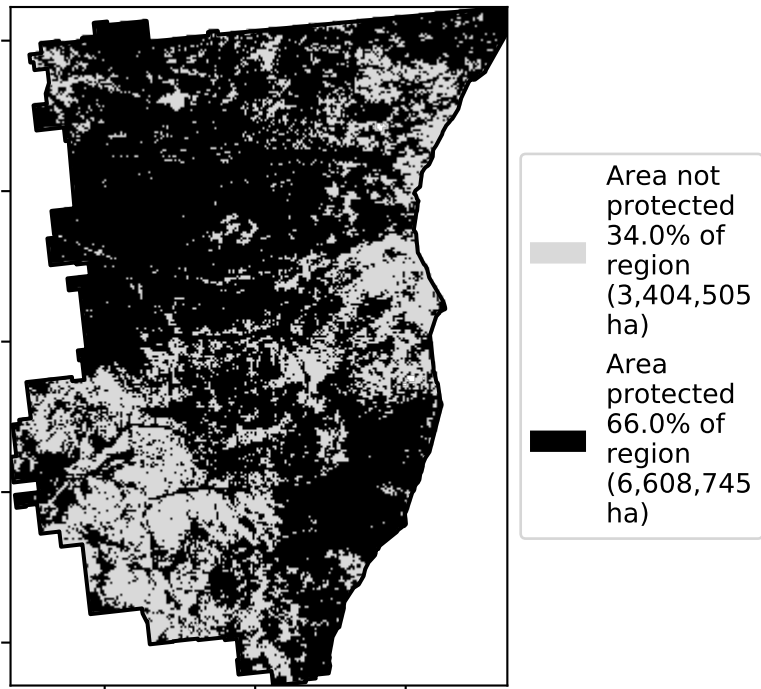 Area not
protected
34.0% of
region
(3,404,505
ha)
Area
protected
66.0% of
region
(6,608,745
ha)